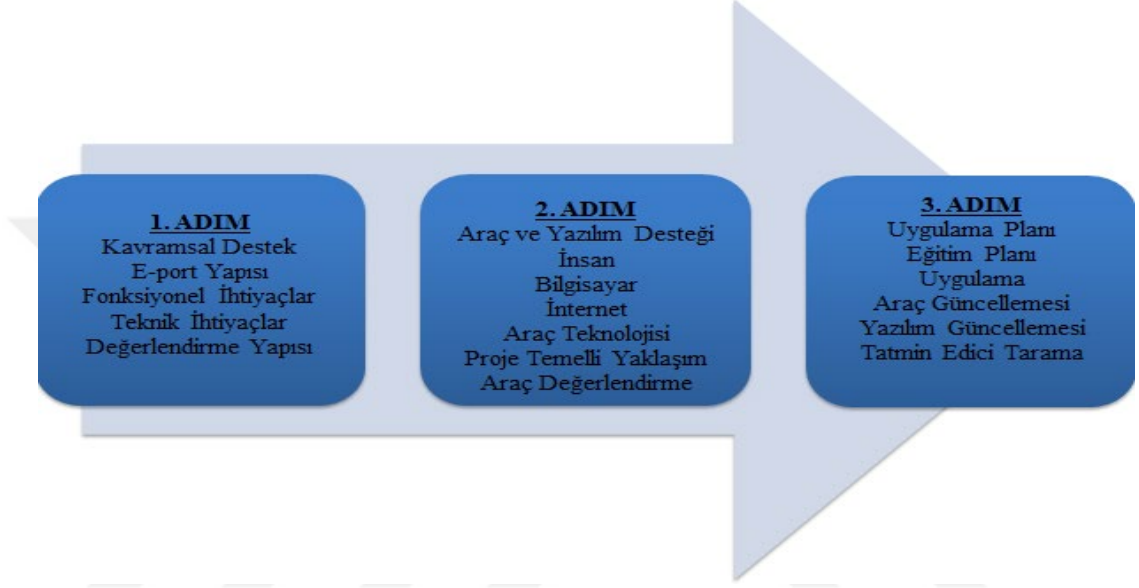 1. ADIM
Kavramsal Destek
E-port Yapısı
Fonksiyonel İhtiyaçlar
Teknik İhtiyaçlar
Değerlendirme Yapısı
2. ADIM
Araç ve Yazılım Desteği
İnsan
Bilgisayar
İnternet
Araç Teknolojisi
Proje Temelli Yaklaşım
Araç Değerlendirme
3. ADIM
Uygulama Planı
Eğitim Planı
Uygulama
Araç Güncellemesi
Yazılım Güncellemesi
Tatmin Edici Tarama